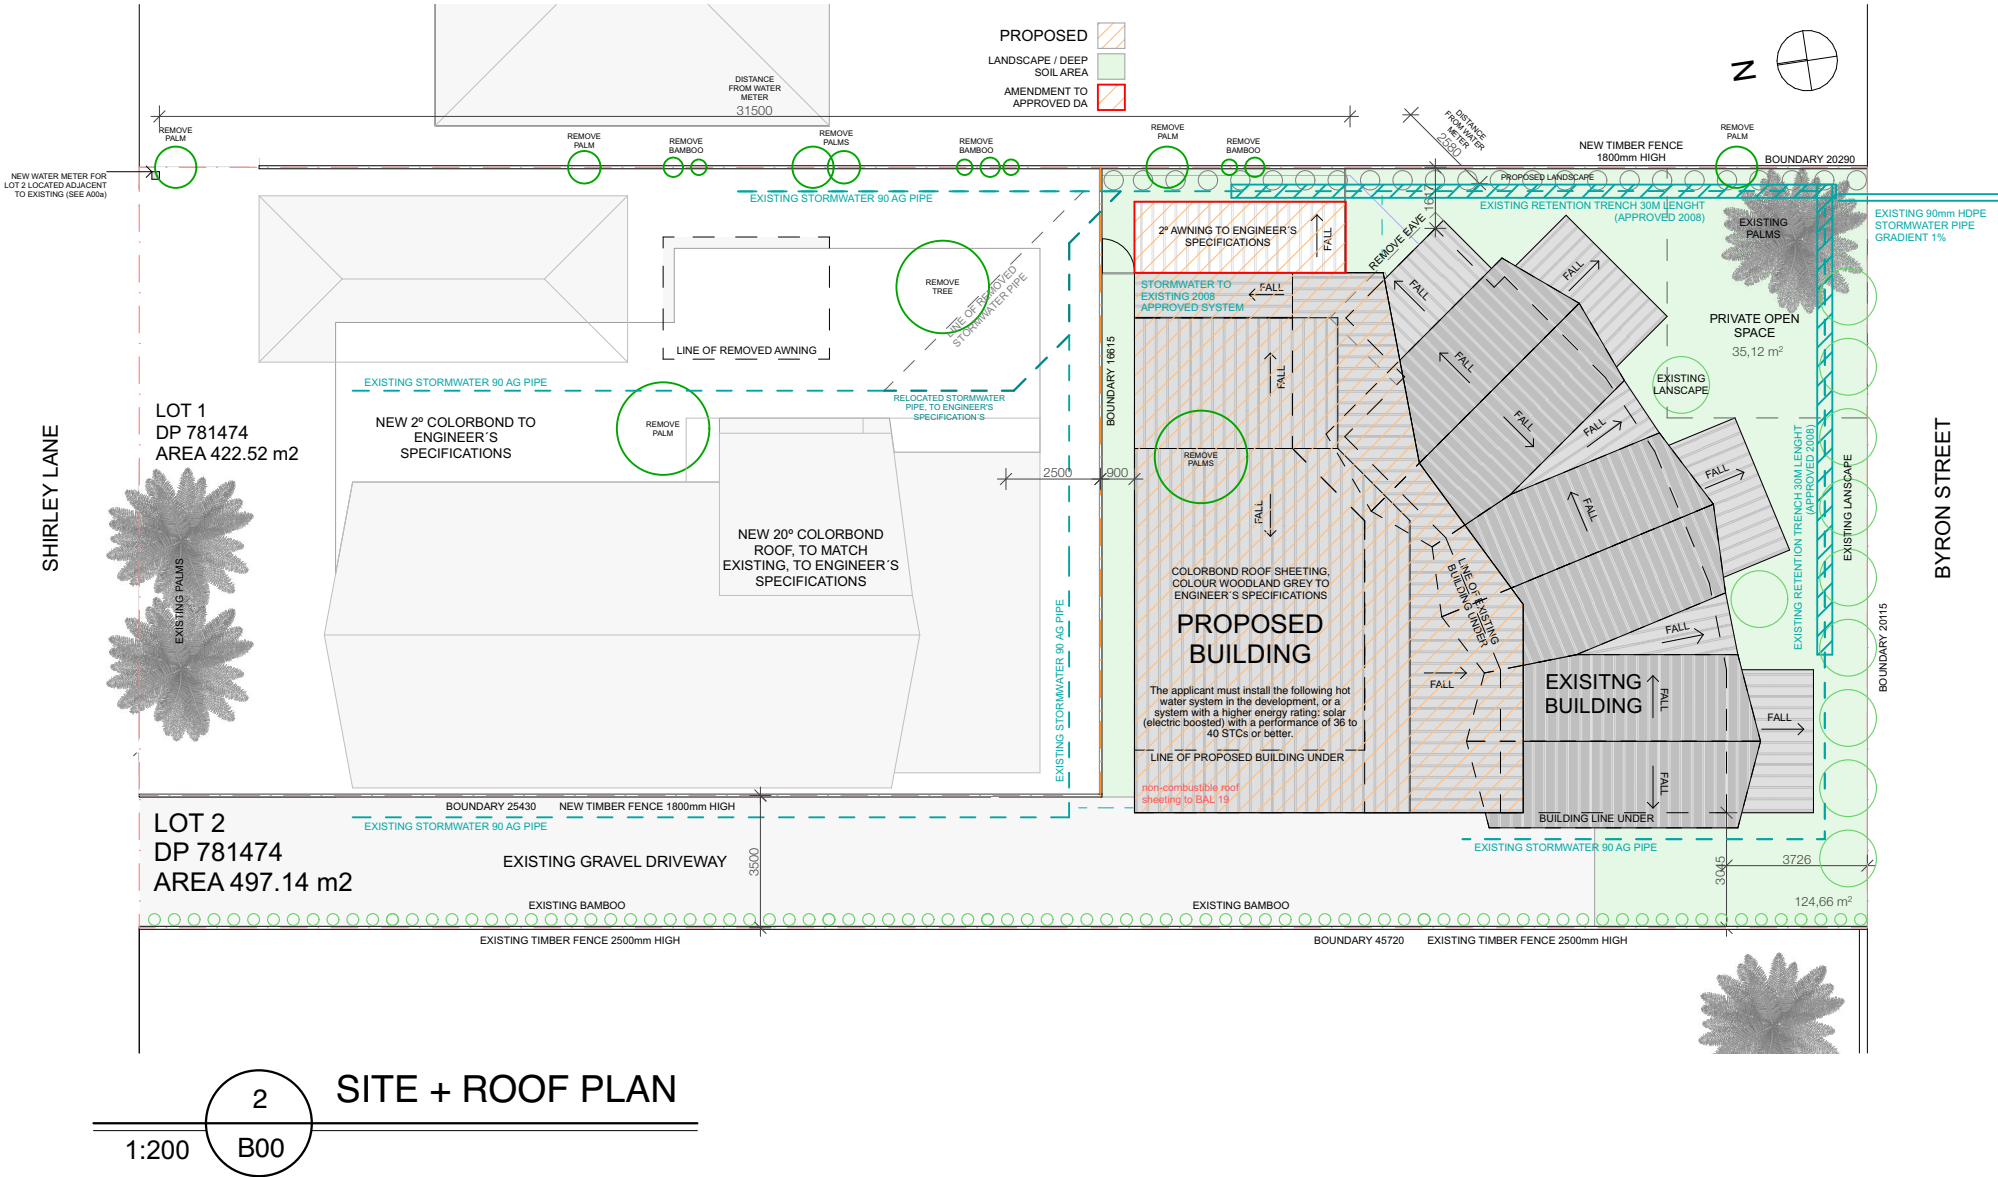 PROPOSED
LANDSCAPE / DEEP
SOIL AREA
AMENDMENT TO
APPROVED DA
N
DISTANCE
FROM WATER
METER
31500
REMOVE
PALM
REMOVE
PALM
REMOVE
BAMBOO
REMOVE
PALMS
REMOVE
BAMBOO
REMOVE
PALM
REMOVE
BAMBOO
DISTANCE
FROM WATER
METER
2580
NEW TIMBER FENCE
1800mm HIGH
REMOVE
PALM
BOUNDARY 20290
NEW WATER METER FOR
LOT 2 LOCATED ADJACENT
TO EXISTING (SEE A00a)
EXISTING STORMWATER 90 AG PIPE
PROPOSED LANDSCAPE
1617
EXISTING RETENTION TRENCH 30M LENGHT
(APPROVED 2008)
EXISTING 90mm HDPE
STORMWATER PIPE
GRADIENT 1%
EXISTING
PALMS
2º AWNING TO ENGINEER´S
SPECIFICATIONS
FALL
REMOVE EAVE
REMOVE
TREE
LINE OF REMOVED
STORMWATER PIPE
STORMWATER TO
EXISTING 2008
APPROVED SYSTEM
FALL
FALL
FALL
PRIVATE OPEN
SPACE
35,12 m²
LINE OF REMOVED AWNING
BOUNDARY 16615
FALL
FALL
EXISTING
LANSCAPE
EXISTING STORMWATER 90 AG PIPE
RELOCATED STORMWATER
PIPE, TO ENGINEER'S
SPECIFICATION´S
LOT 1
DP 781474
AREA 422.52 m2
NEW 2º COLORBOND TO
ENGINEER´S
SPECIFICATIONS
REMOVE
PALM
SHIRLEY LANE
BYRON STREET
FALL
FALL
REMOVE
PALMS
2500
900
FALL
FALL
FALL
EXISTING RETENTION TRENCH 30M LENGHT
(APPROVED 2008)
EXISTING LANSCAPE
NEW 20º COLORBOND
ROOF, TO MATCH
EXISTING, TO ENGINEER´S
SPECIFICATIONS
EXISTING PALMS
COLORBOND ROOF SHEETING,
COLOUR WOODLAND GREY TO
ENGINEER´S SPECIFICATIONS
LINE OF EXISTING
BUILDING UNDER
PROPOSED
BUILDING
EXISTING STORMWATER 90 AG PIPE
FALL
BOUNDARY 20115
The applicant must install the following hot
water system in the development, or a
system with a higher energy rating: solar
(electric boosted) with a performance of 36 to
40 STCs or better.
FALL
EXISITNG
BUILDING
FALL
FALL
LINE OF PROPOSED BUILDING UNDER
FALL
non-combustible roof
sheeting to BAL 19
BOUNDARY 25430
NEW TIMBER FENCE 1800mm HIGH
EXISTING STORMWATER 90 AG PIPE
BUILDING LINE UNDER
EXISTING STORMWATER 90 AG PIPE
LOT 2
DP 781474
AREA 497.14 m2
EXISTING GRAVEL DRIVEWAY
3500
3045
3726
124,66 m²
EXISTING BAMBOO
EXISTING BAMBOO
EXISTING TIMBER FENCE 2500mm HIGH
BOUNDARY 45720
EXISTING TIMBER FENCE 2500mm HIGH
2
SITE + ROOF PLAN
1:200
B00